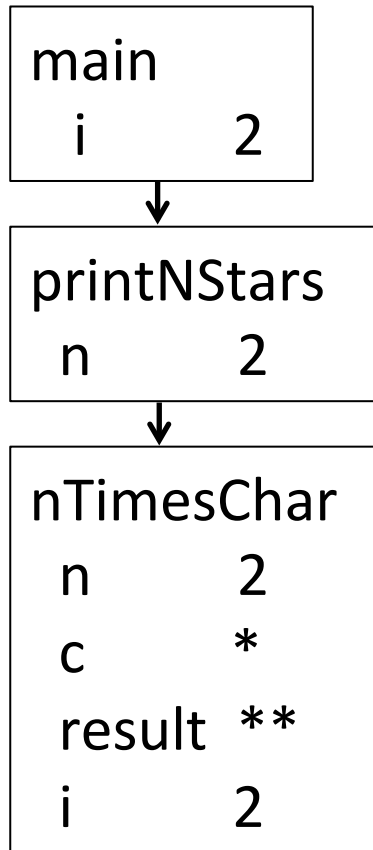 main
i 2
printNStars
n 2
nTimesChar
n 2
c *
result **
i 2